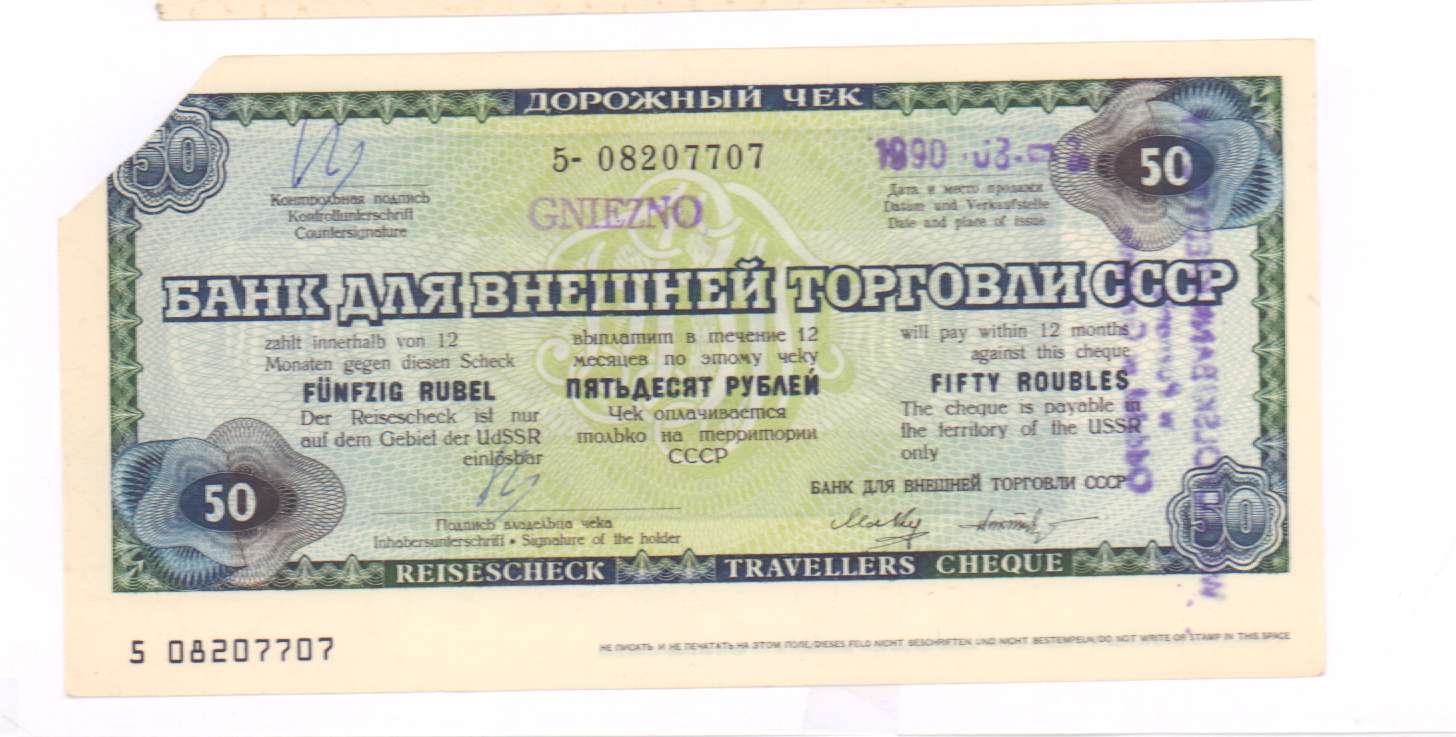 ДОРОЖНЫЙ ЧЕК
50
5- 08207707
1990
50
Контрольная подпись
Kontrollunterschrift
Countersignature
GNIEZNO
Дата и место продажи
Datum und Verkaufstelle
Date and place of issue
БАНК ДЛЯ ВНЕШНЕЙ ТОРГОВЛИ СССР
zahlt innerhalb von 12
Monaten gegen diesen Scheck
FÜNFZIG RUBEL
Der Reisescheck ist nur
auf dem Gebiet der UdSSR
einlösbar
выплатит в течение 12
месяцев по этому чеку
ПЯТЬДЕСЯТ РУБЛЕЙ
Чек оплачивается
только на территории
СССР
will pay within 12 months
against this cheque
FIFTY ROUBLES
The cheque is payable in
the territory of the USSR
only
БАНК ДЛЯ ВНЕШНЕЙ ТОРГОВЛИ СССР
50
50
Подпись владельца чека
Inhabersunterschrift • Signature of the holder
REISESCHECK
TRAVELLERS CHEQUE
5 08207707
НЕ ПИСАТЬ И НЕ ПЕЧАТАТЬ НА ЭТОМ ПОЛЕ/DIESES FELD NICHT BESCHRIFTEN UND NICHT BESTEMPELN/DO NOT WRITE OR STAMP IN THIS SPACE